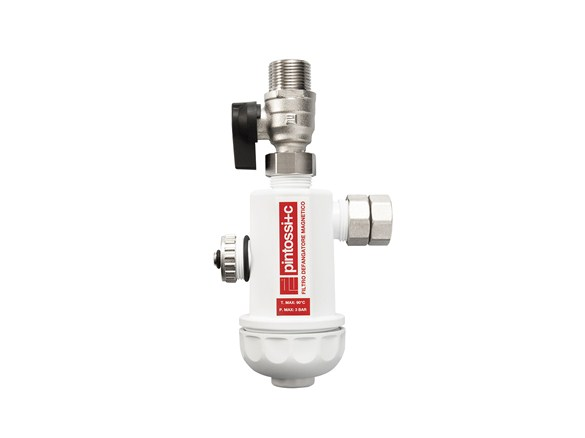 pintossi+c
FILTRO DEFANGATORE MAGNETICO
T. MAX: 90°C
P. MAX: 3 BAR